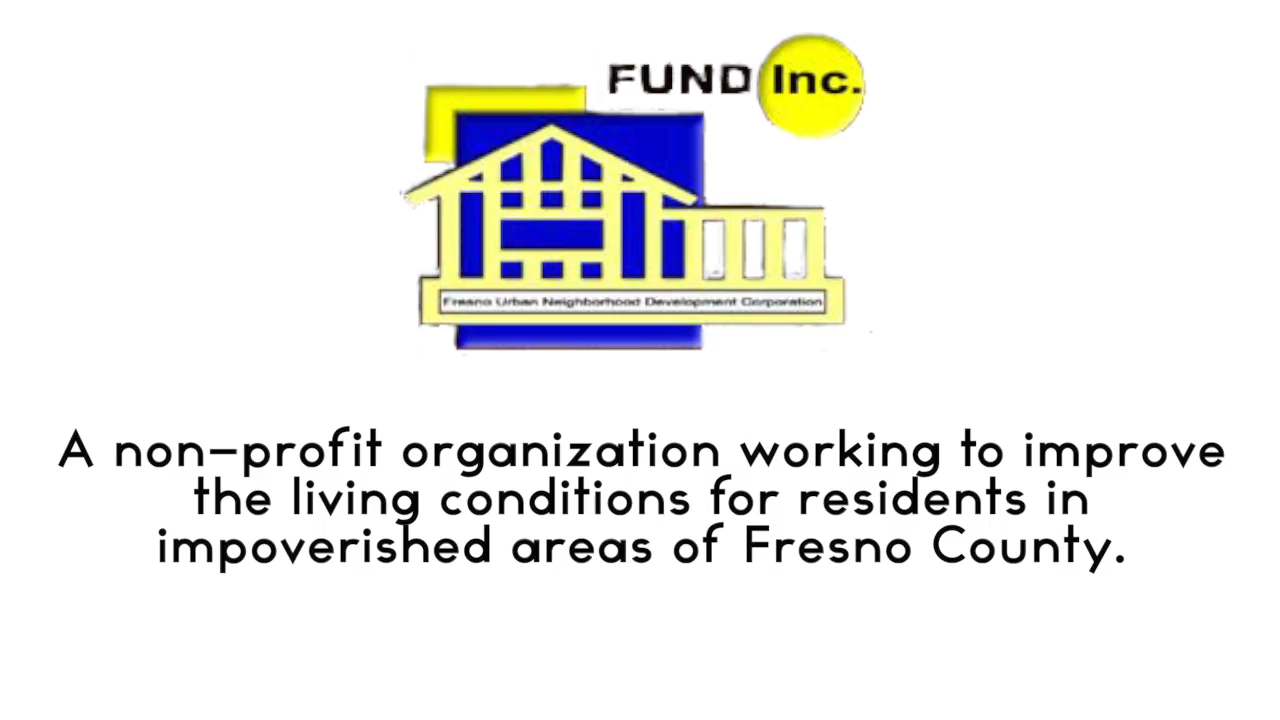 FUND Inc.
Fresno Urban Neighborhood Development Corporation
A non-profit organization working to improve
the living conditions for residents in
impoverished areas of Fresno County.